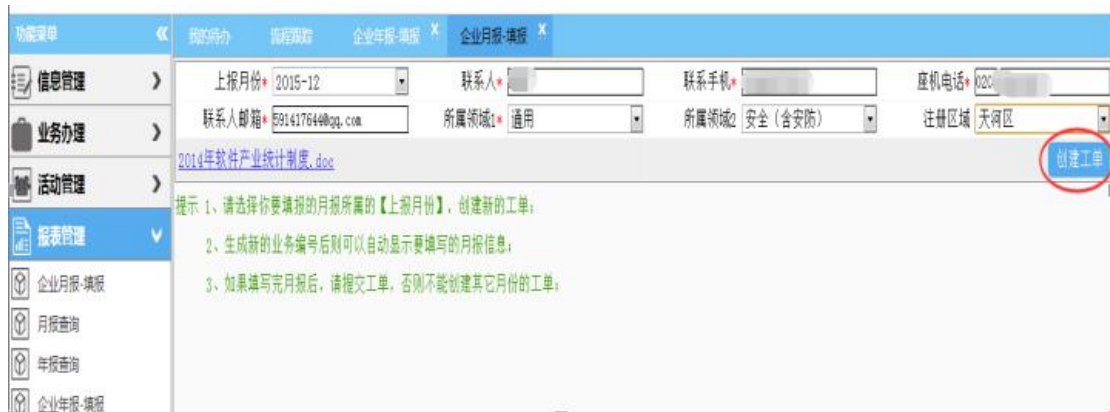 功能菜单 « 我的待办 流程跟踪 企业年报-填报 X 企业月报-填报 X
信息管理
业务办理
活动管理
报表管理
企业月报-填报
月报查询
年报查询
企业年报-填报
上报月份* 2015-12 联系人* 联系手机* 座机电话* 020
联系人邮箱* 591417644@qq.com 所属领域1* 通用 所属领域2 安全（含安防） 注册区域 天河区
2014年软件产业统计制度.doc 创建工单
提示 1、请选择你要填报的月报所属的【上报月份】，创建新的工单；
2、生成新的业务编号后则可以自动显示要填写的月报信息；
3、如果填写完月报后，请提交工单，否则不能创建其它月份的工单；